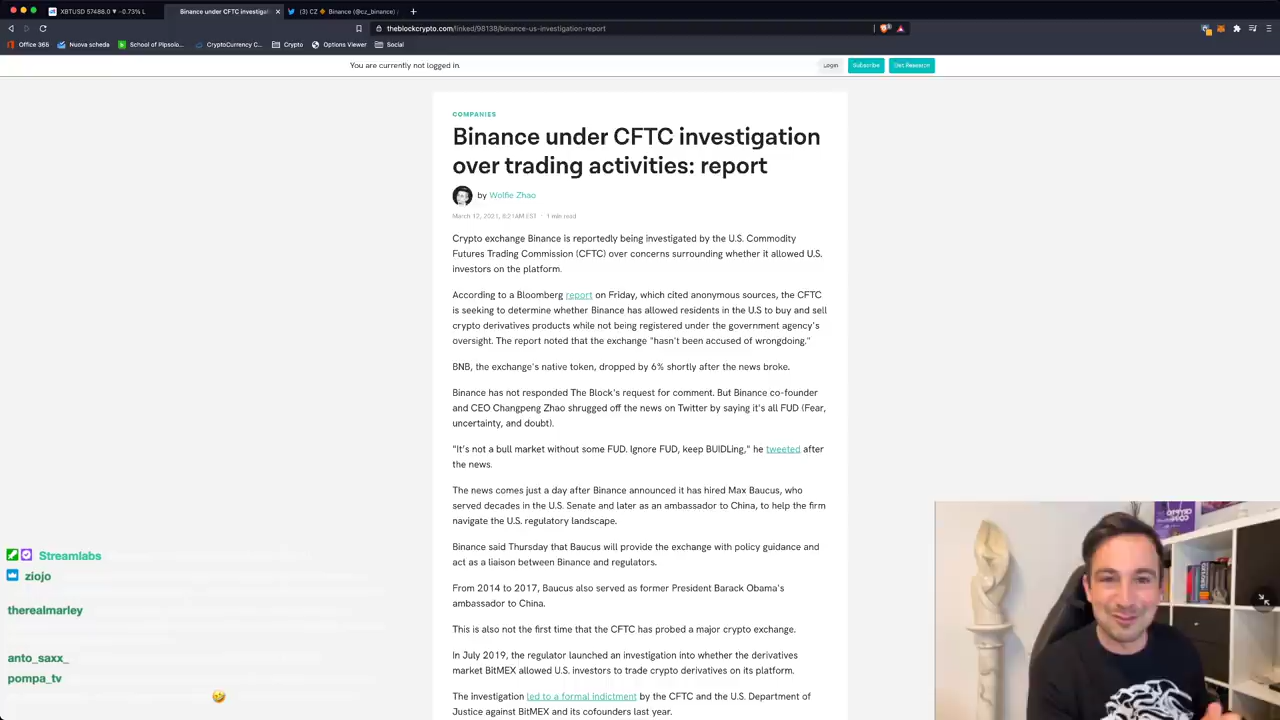 XBTUSD 57488.0 ▼ -0.73% L
Binance under CFTC investiga
(3) CZ 🔶 Binance (@cz_binance)
theblockcrypto.com/linked/98138/binance-us-investigation-report
Office 365
Nuova scheda
School of Pipsolo...
CryptoCurrency C...
Crypto
Options Viewer
Social
You are currently not logged in.
Login
Subscribe
Get Research
COMPANIES
Binance under CFTC investigation
over trading activities: report
by Wolfie Zhao
March 12, 2021, 8:21AM EST · 1 min read
Crypto exchange Binance is reportedly being investigated by the U.S. Commodity
Futures Trading Commission (CFTC) over concerns surrounding whether it allowed U.S.
investors on the platform.
According to a Bloomberg report on Friday, which cited anonymous sources, the CFTC
is seeking to determine whether Binance has allowed residents in the U.S to buy and sell
crypto derivatives products while not being registered under the government agency's
oversight. The report noted that the exchange "hasn't been accused of wrongdoing."
BNB, the exchange's native token, dropped by 6% shortly after the news broke.
Binance has not responded The Block's request for comment. But Binance co-founder
and CEO Changpeng Zhao shrugged off the news on Twitter by saying it's all FUD (Fear,
uncertainty, and doubt).
"It's not a bull market without some FUD. Ignore FUD, keep BUIDLing," he tweeted after
the news.
The news comes just a day after Binance announced it has hired Max Baucus, who
served decades in the U.S. Senate and later as an ambassador to China, to help the firm
navigate the U.S. regulatory landscape.
Binance said Thursday that Baucus will provide the exchange with policy guidance and
act as a liaison between Binance and regulators.
From 2014 to 2017, Baucus also served as former President Barack Obama's
ambassador to China.
This is also not the first time that the CFTC has probed a major crypto exchange.
In July 2019, the regulator launched an investigation into whether the derivatives
market BitMEX allowed U.S. investors to trade crypto derivatives on its platform.
The investigation led to a formal indictment by the CFTC and the U.S. Department of
Justice against BitMEX and its cofounders last year.
Streamlabs
ziojo
therealmarley
anto_saxx_
pompa_tv